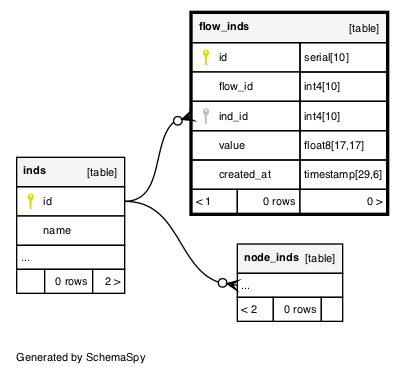 flow_inds [table]
id serial[10]
flow_id int4[10]
ind_id int4[10]
value float8[17,17]
created_at timestamp[29,6]
< 1 0 rows 0 >
inds [table]
id
name
...
0 rows 2 >
node_inds [table]
...
< 2 0 rows
Generated by SchemaSpy